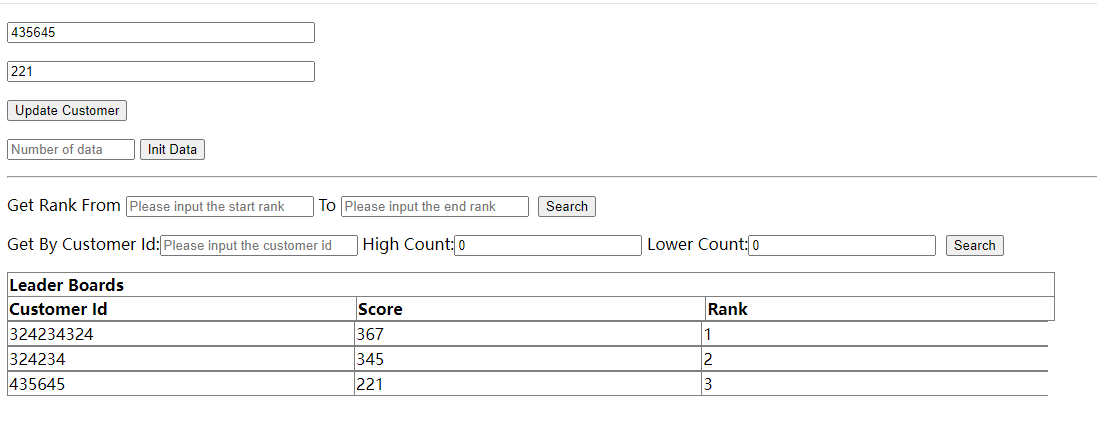 435645
221
Update Customer
Number of data Init Data
Get Rank From Please input the start rank To Please input the end rank Search
Get By Customer Id: Please input the customer id High Count: 0 Lower Count: 0 Search
Leader Boards
Customer Id Score Rank
324234324 367 1
324234 345 2
435645 221 3